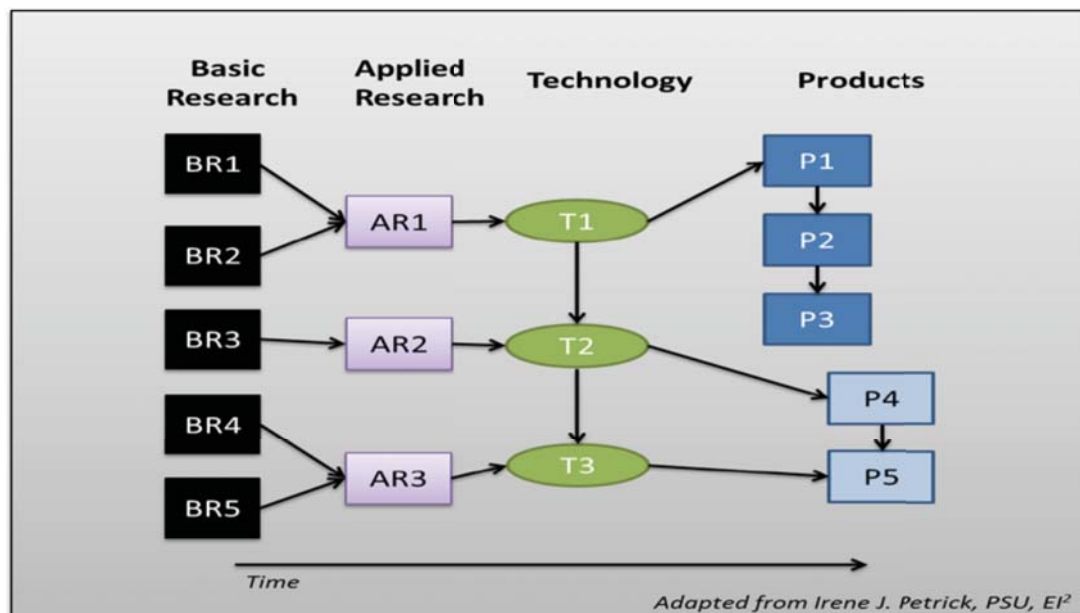 Basic
Research
Applied
Research
Technology
Products
BR1
BR2
BR3
BR4
BR5
AR1
AR2
AR3
T1
T2
T3
P1
P2
P3
P4
P5
Time
Adapted from Irene J. Petrick, PSU, EI²